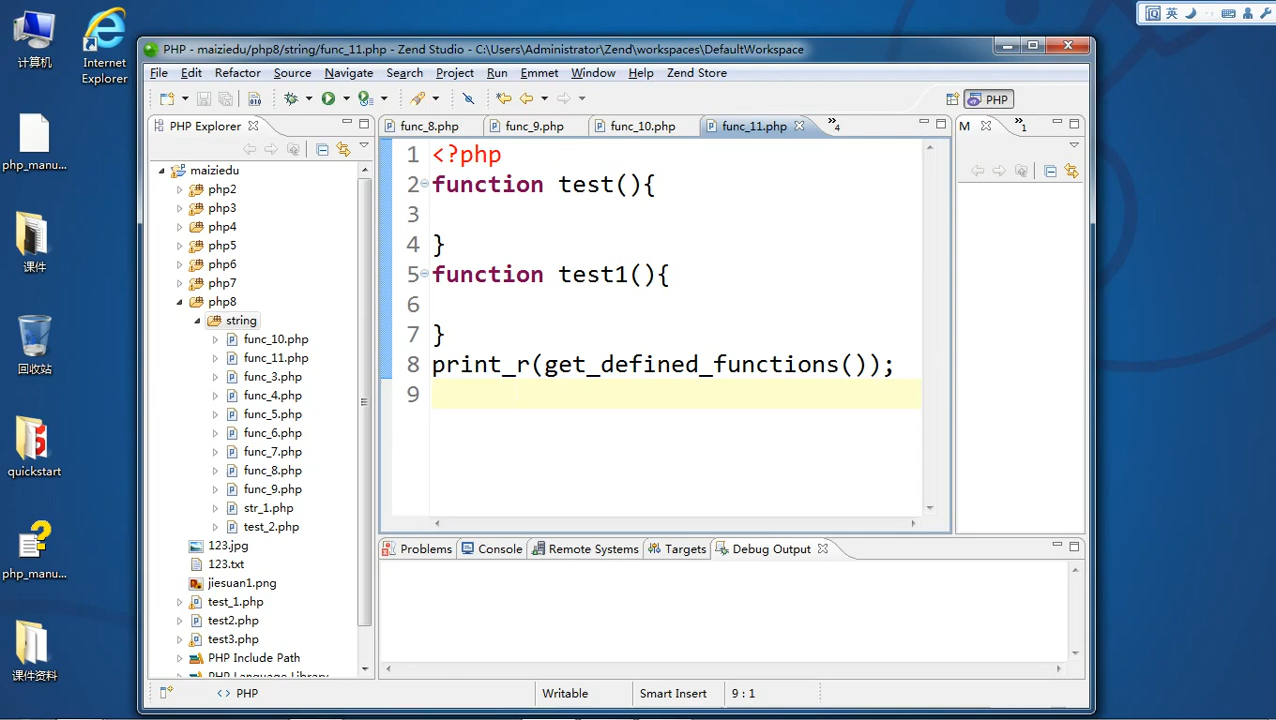 计算机
Internet
Explorer
php_manu...
课件
回收站
quickstart
php_manu...
课件资料
英
PHP - maiziedu/php8/string/func_11.php - Zend Studio - C:\Users\Administrator\Zend\workspaces\DefaultWorkspace
File Edit Refactor Source Navigate Search Project Run Emmet Window Help Zend Store
PHP
PHP Explorer
maiziedu
php2
php3
php4
php5
php6
php7
php8
string
func_10.php
func_11.php
func_3.php
func_4.php
func_5.php
func_6.php
func_7.php
func_8.php
func_9.php
str_1.php
test_2.php
123.jpg
123.txt
jiesuan1.png
test_1.php
test2.php
test3.php
PHP Include Path
PHP Language Library
func_8.php func_9.php func_10.php func_11.php »4
1 <?php
2 function test(){
3
4 }
5 function test1(){
6
7 }
8 print_r(get_defined_functions());
9
M »1
Problems Console Remote Systems Targets Debug Output
<> PHP Writable Smart Insert 9 : 1